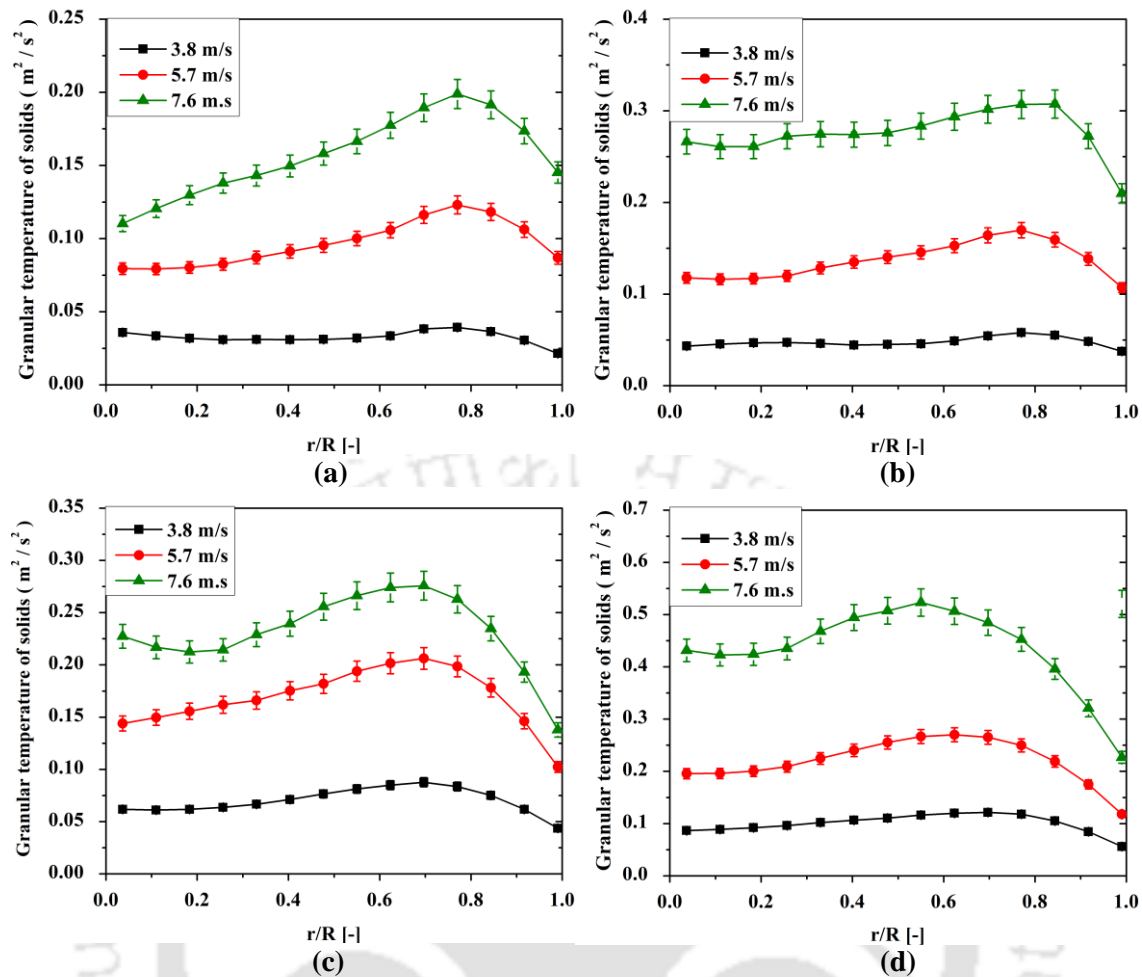 Granular temperature of solids ( m² / s² )
0.25
0.20
0.15
0.10
0.05
0.00
3.8 m/s
5.7 m/s
7.6 m.s
0.0 0.2 0.4 0.6 0.8 1.0
r/R [-]
(a)
Granular temperature of solids ( m² / s² )
0.4
0.3
0.2
0.1
0.0
3.8 m/s
5.7 m/s
7.6 m/s
0.0 0.2 0.4 0.6 0.8 1.0
r/R [-]
(b)
Granular temperature of solids ( m² / s² )
0.35
0.30
0.25
0.20
0.15
0.10
0.05
0.00
3.8 m/s
5.7 m/s
7.6 m.s
0.0 0.2 0.4 0.6 0.8 1.0
r/R [-]
(c)
Granular temperature of solids ( m² / s² )
0.7
0.6
0.5
0.4
0.3
0.2
0.1
0.0
3.8 m/s
5.7 m/s
7.6 m.s
0.0 0.2 0.4 0.6 0.8 1.0
r/R [-]
(d)